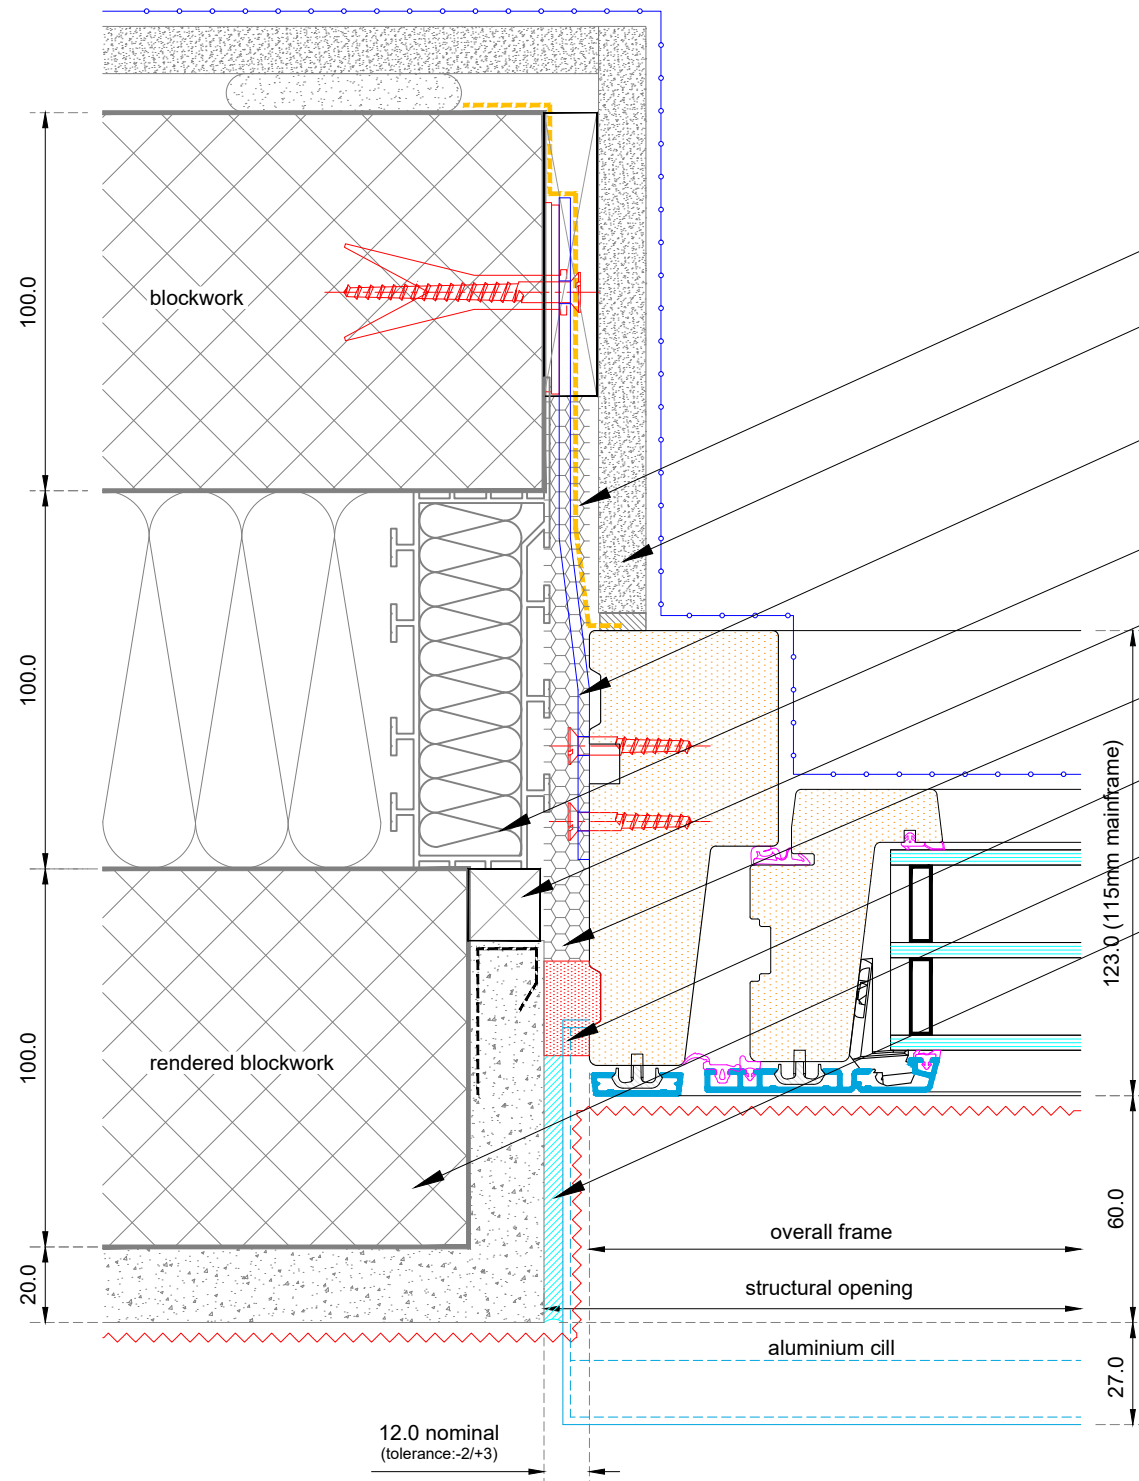 100.0
blockwork
100.0
123.0 (115mm mainframe)
100.0
rendered blockwork
60.0
overall frame
20.0
structural opening
aluminium cill
27.0
12.0 nominal
(tolerance:-2/+3)